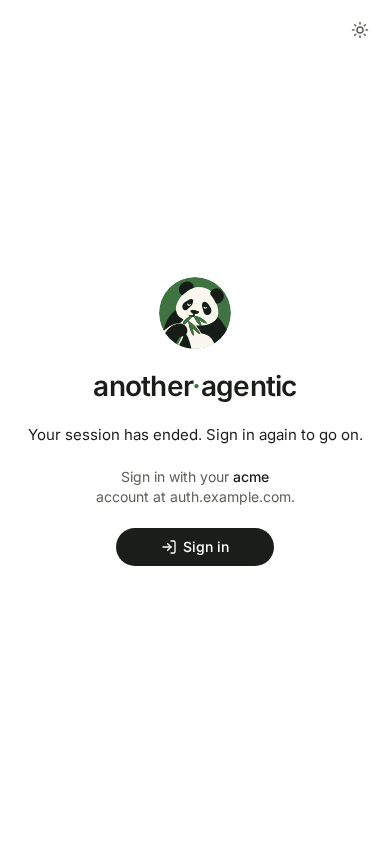 another·agentic
Your session has ended. Sign in again to go on.
Sign in with your acme
account at auth.example.com.
Sign in